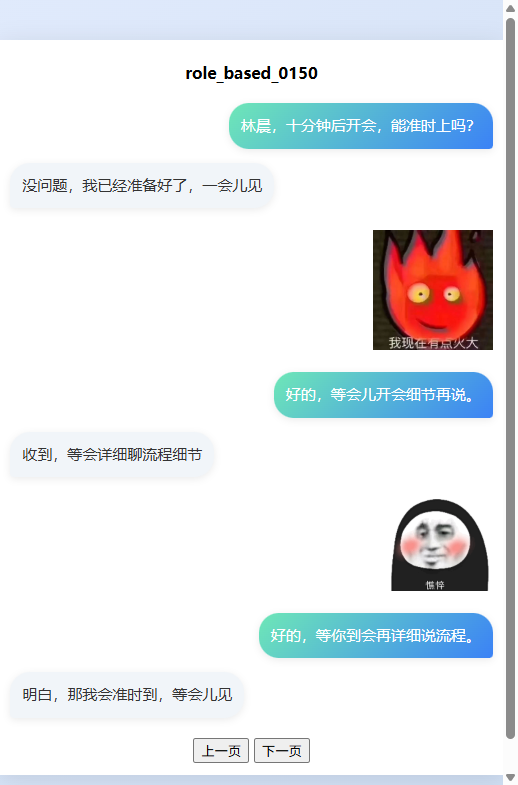 role_based_0150
林晨，十分钟后开会，能准时上吗？
没问题，我已经准备好了，一会儿见
我现在有点火大
好的，等会儿开会细节再说。
收到，等会详细聊流程细节
憔悴
好的，等你到会再详细说流程。
明白，那我会准时到，等会儿见
上一页 下一页